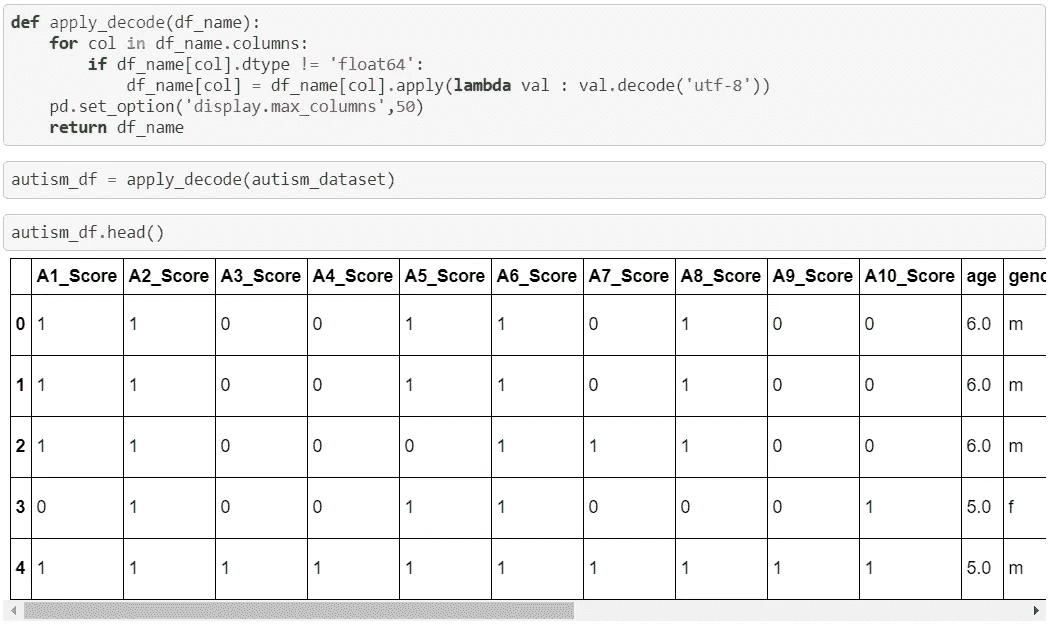 def apply_decode(df_name):
    for col in df_name.columns:
        if df_name[col].dtype != 'float64':
            df_name[col] = df_name[col].apply(lambda val : val.decode('utf-8'))
    pd.set_option('display.max_columns',50)
    return df_name
autism_df = apply_decode(autism_dataset)
autism_df.head()
A1_Score A2_Score A3_Score A4_Score A5_Score A6_Score A7_Score A8_Score A9_Score A10_Score age gend
0 1 1 0 0 1 1 0 1 0 0 6.0 m
1 1 1 0 0 1 1 0 1 0 0 6.0 m
2 1 1 0 0 0 1 1 1 0 0 6.0 m
3 0 1 0 0 1 1 0 0 0 1 5.0 f
4 1 1 1 1 1 1 1 1 1 1 5.0 m